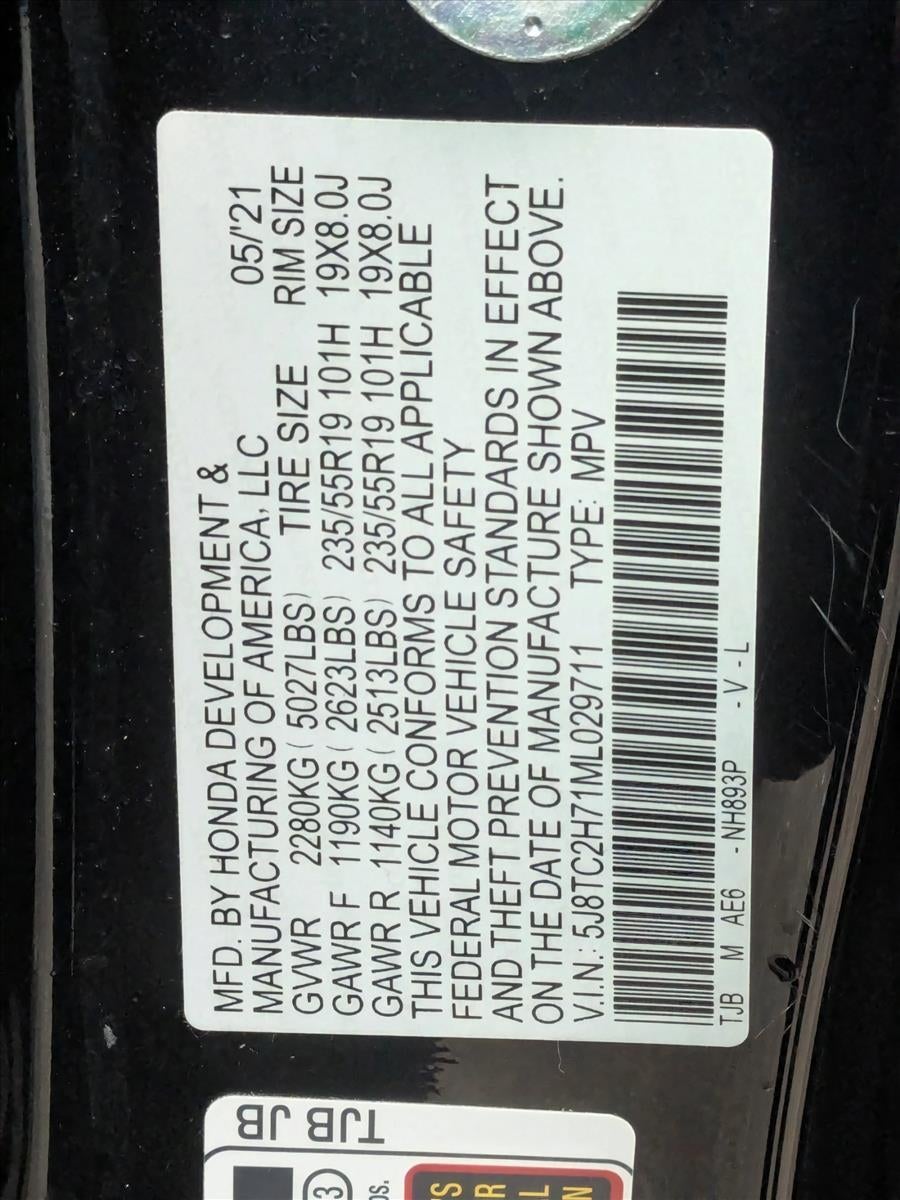 MFD. BY HONDA DEVELOPMENT & 05/'21
MANUFACTURING OF AMERICA, LLC
GVWR 2280KG ( 5027LBS) TIRE SIZE RIM SIZE
GAWR F 1190KG ( 2623LBS) 235/55R19 101H 19X8.0J
GAWR R 1140KG ( 2513LBS) 235/55R19 101H 19X8.0J
THIS VEHICLE CONFORMS TO ALL APPLICABLE
FEDERAL MOTOR VEHICLE SAFETY
AND THEFT PREVENTION STANDARDS IN EFFECT
ON THE DATE OF MANUFACTURE SHOWN ABOVE.
V.I.N.: 5J8TC2H71ML029711 TYPE: MPV
TJB M AE6 -NH893P - V - L
TJB JB